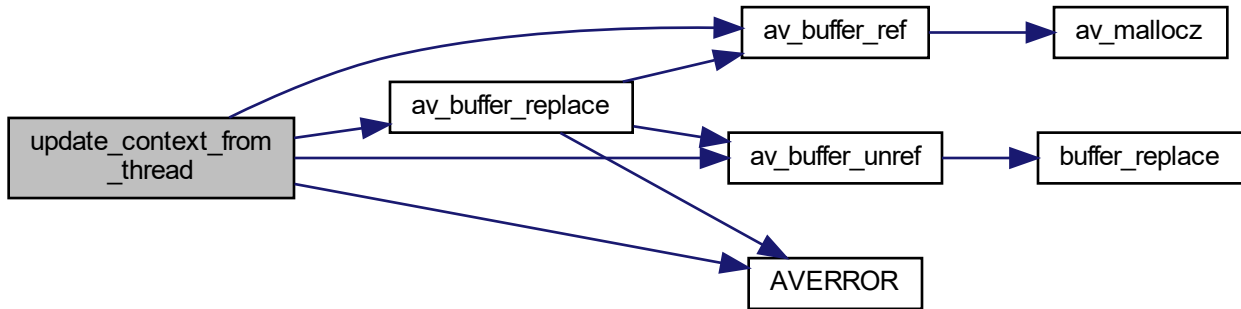 update_context_from
_thread
av_buffer_replace
av_buffer_ref
av_mallocz
av_buffer_unref
buffer_replace
AVERROR